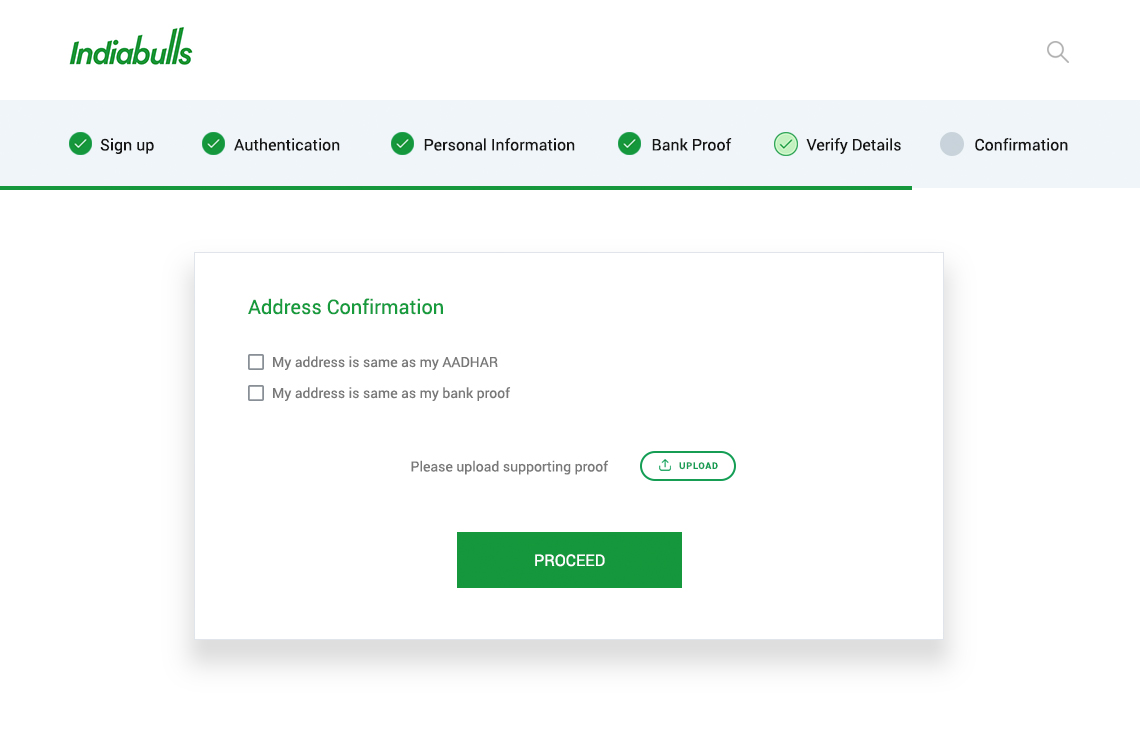 Indiabulls
Sign up Authentication Personal Information Bank Proof Verify Details Confirmation
Address Confirmation
My address is same as my AADHAR
My address is same as my bank proof
Please upload supporting proof UPLOAD
PROCEED